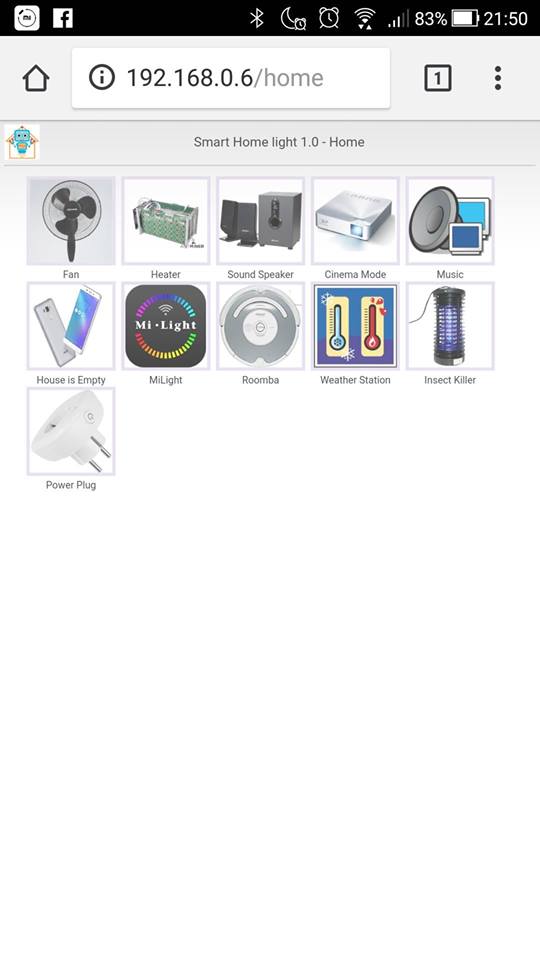 mi
83% 21:50
192.168.0.6/home
1
Smart Home light 1.0 - Home
Fan
Heater
Sound Speaker
Cinema Mode
Music
House is Empty
Mi·Light
MiLight
Roomba
Weather Station
Insect Killer
Power Plug